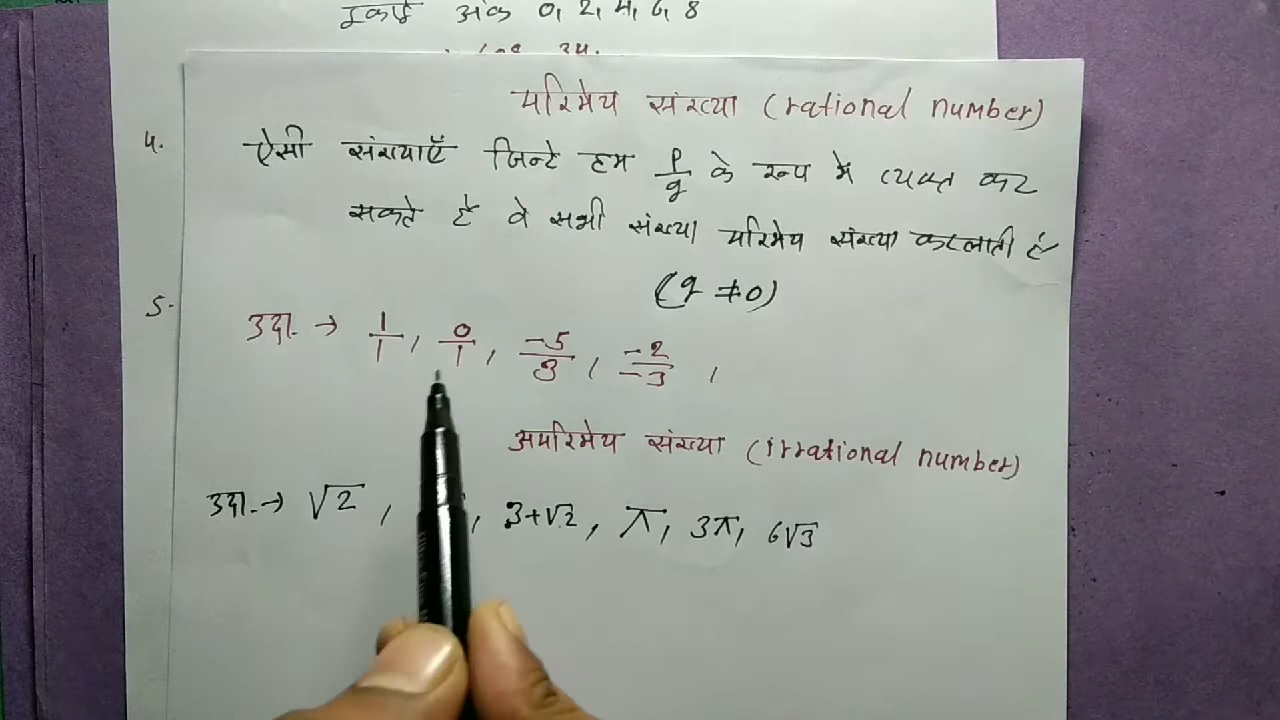 इकाई अंक 0, 2, 4, 6, 8
परिमेय संख्या (rational number)
4. ऐसी संख्याएँ जिन्हे हम p/q के रूप में व्यक्त कर
सकते है वे सभी संख्या परिमेय संख्या कहलाती है
(q ≠ 0)
5.
उदा. → 1/1, 0/1, -5/3, -2/-3,
अपरिमेय संख्या (irrational number)
उदा. → √2, , 3+√2, π, 3π, 6√3